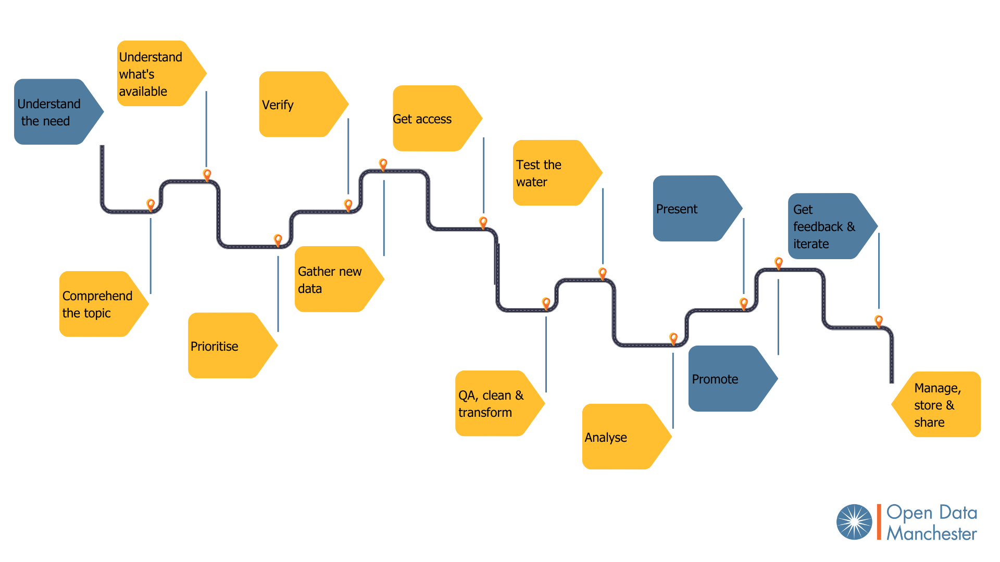 Understand
the need
Comprehend
the topic
Understand
what's
available
Prioritise
Verify
Gather new
data
Get access
QA, clean &
transform
Test the
water
Analyse
Present
Promote
Get
feedback &
iterate
Manage,
store &
share
Open Data
Manchester